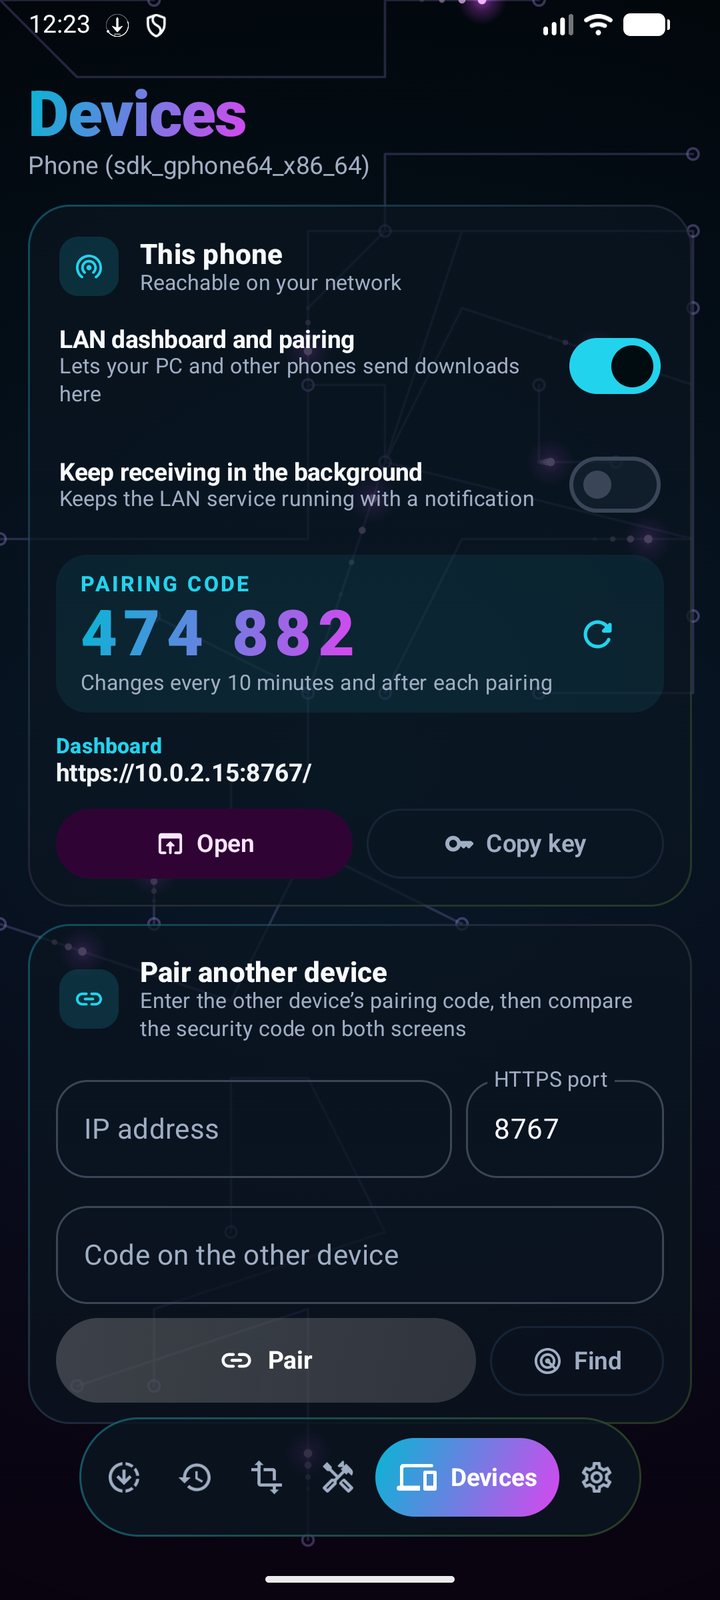 12:23
Devices
Phone (sdk_gphone64_x86_64)
This phone
Reachable on your network
LAN dashboard and pairing
Lets your PC and other phones send downloads
here
Keep receiving in the background
Keeps the LAN service running with a notification
PAIRING CODE
474 882
Changes every 10 minutes and after each pairing
Dashboard
https://10.0.2.15:8767/
Open
Copy key
Pair another device
Enter the other device’s pairing code, then compare
the security code on both screens
HTTPS port
IP address
8767
Code on the other device
Pair
Find
Devices